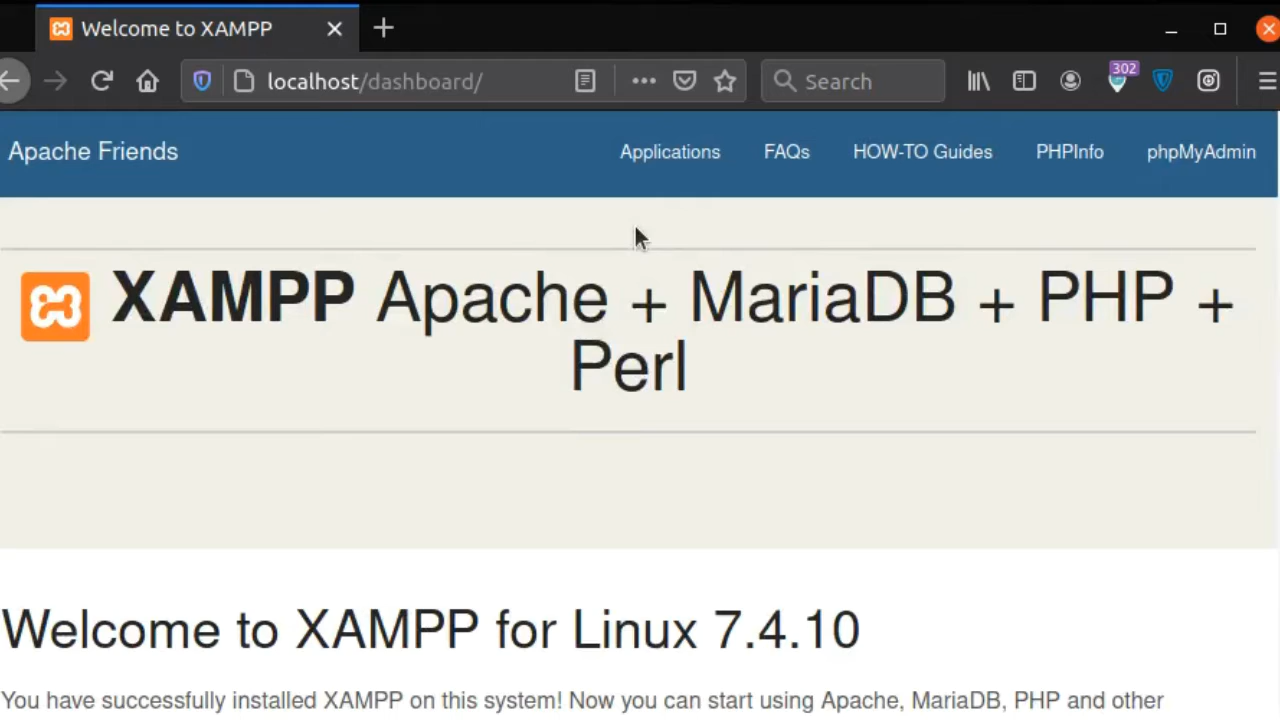 Welcome to XAMPP
localhost/dashboard/
Search
302
Apache Friends
Applications
FAQs
HOW-TO Guides
PHPInfo
phpMyAdmin
XAMPP Apache + MariaDB + PHP +
Perl
Welcome to XAMPP for Linux 7.4.10
You have successfully installed XAMPP on this system! Now you can start using Apache, MariaDB, PHP and other